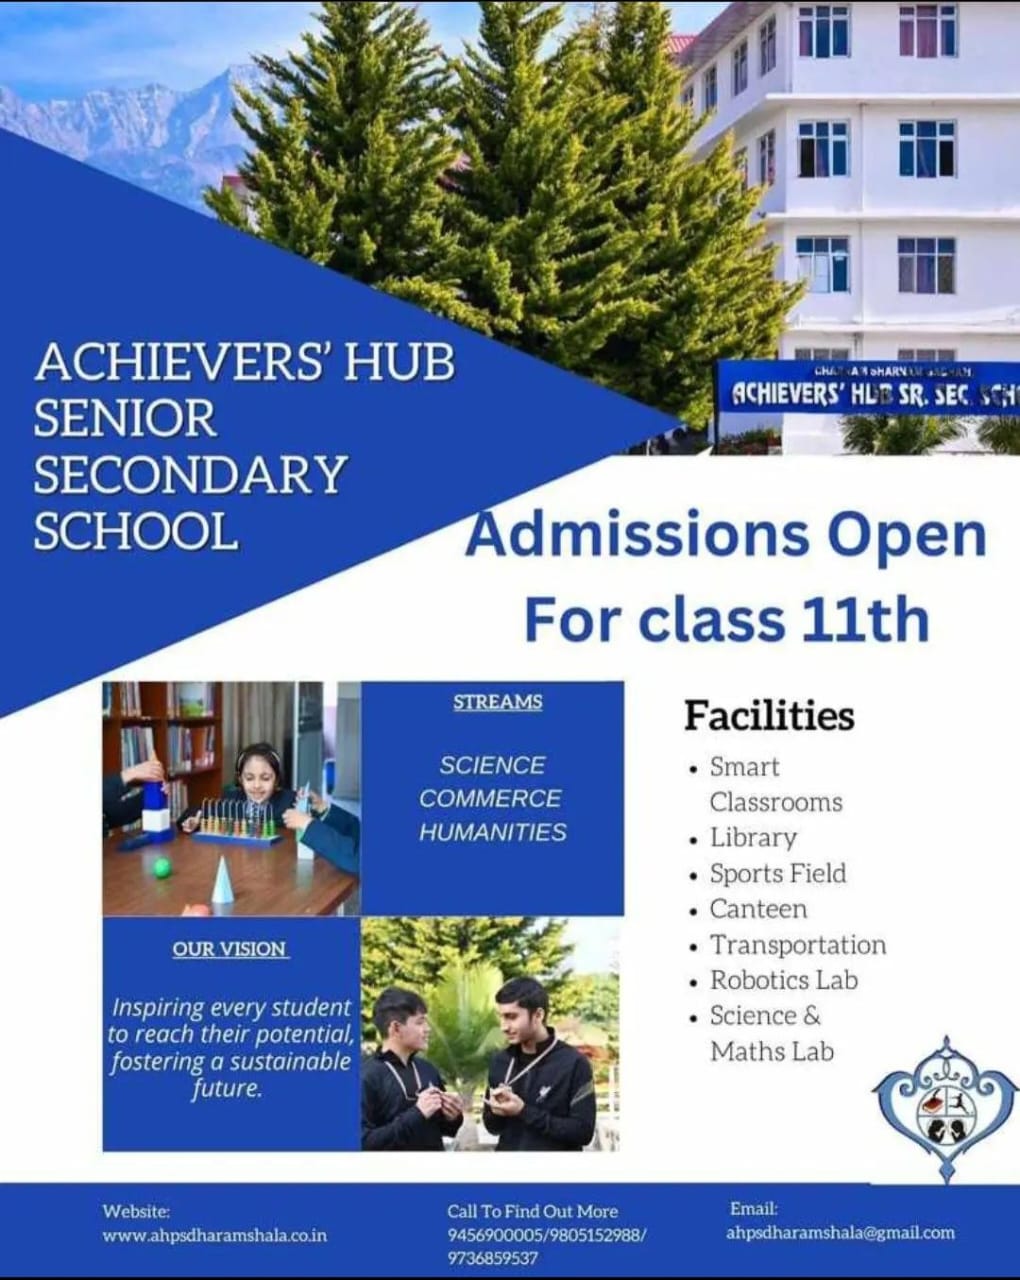 ACHIEVERS' HUB
SENIOR
SECONDARY
SCHOOL
ACHIEVERS' HUB SR. SEC. SCH
Admissions Open
For class 11th
STREAMS
SCIENCE
COMMERCE
HUMANITIES
OUR VISION
Inspiring every student
to reach their potential,
fostering a sustainable
future.
Facilities
• Smart
Classrooms
• Library
• Sports Field
• Canteen
• Transportation
• Robotics Lab
• Science &
Maths Lab
Website:
www.ahpsdharamshala.co.in
Call To Find Out More
9456900005/9805152988/
9736859537
Email:
ahpsdharamshala@gmail.com